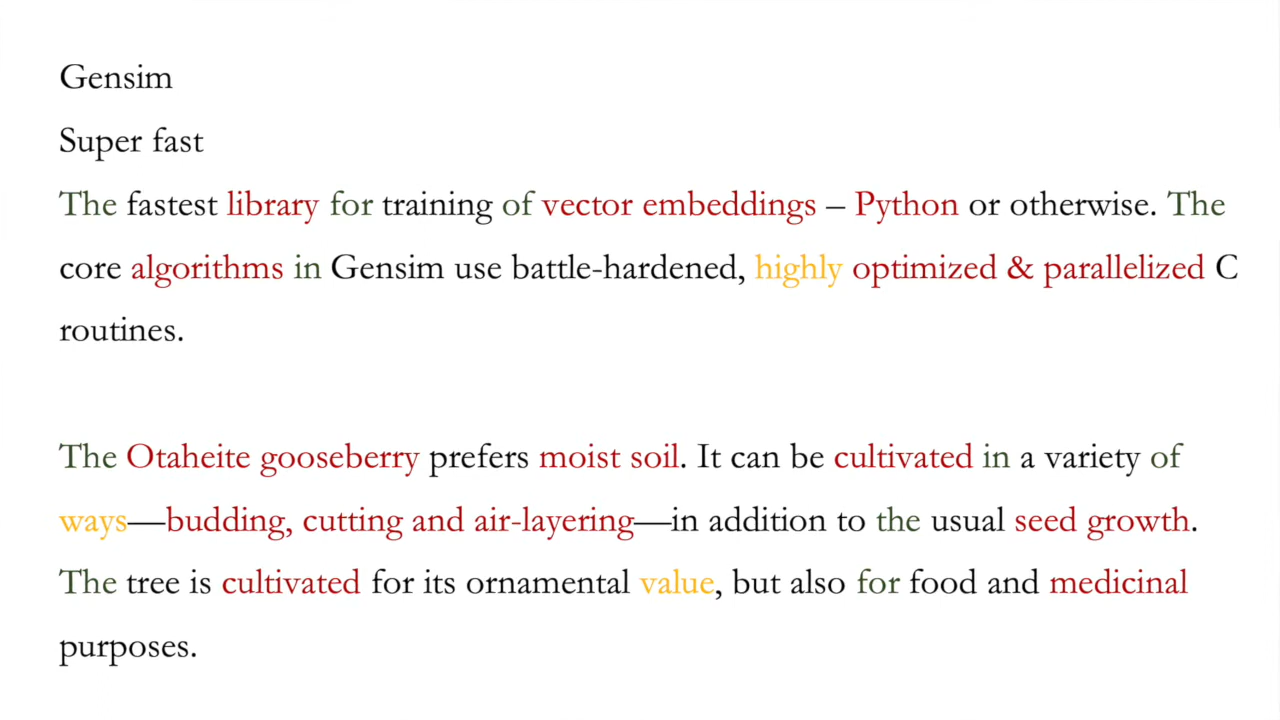 Gensim
Super fast
The fastest library for training of vector embeddings – Python or otherwise. The
core algorithms in Gensim use battle-hardened, highly optimized & parallelized C
routines.
The Otaheite gooseberry prefers moist soil. It can be cultivated in a variety of
ways—budding, cutting and air-layering—in addition to the usual seed growth.
The tree is cultivated for its ornamental value, but also for food and medicinal
purposes.